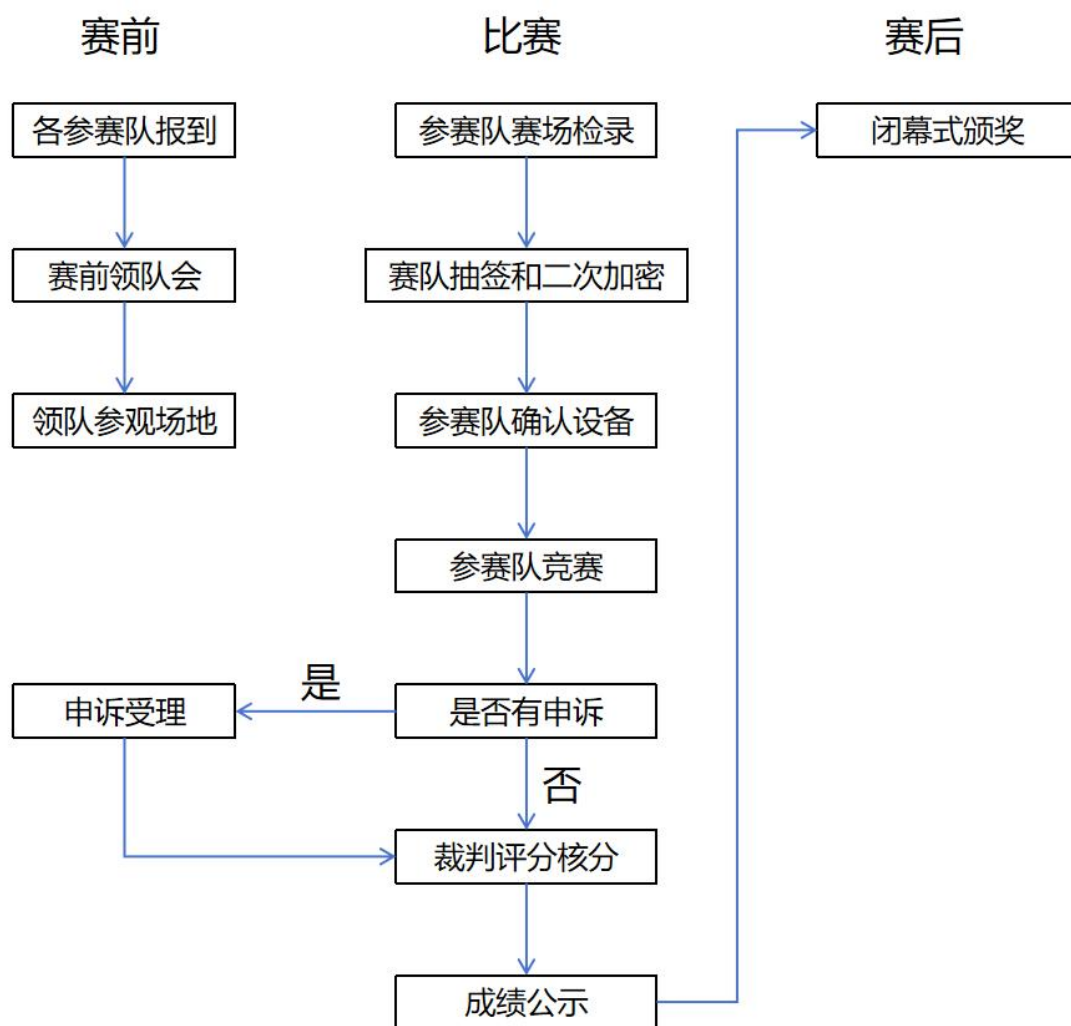 赛前
比赛
赛后
各参赛队报到
参赛队赛场检录
闭幕式颁奖
赛前领队会
赛队抽签和二次加密
领队参观场地
参赛队确认设备
参赛队竞赛
是
申诉受理
是否有申诉
否
裁判评分核分
成绩公示